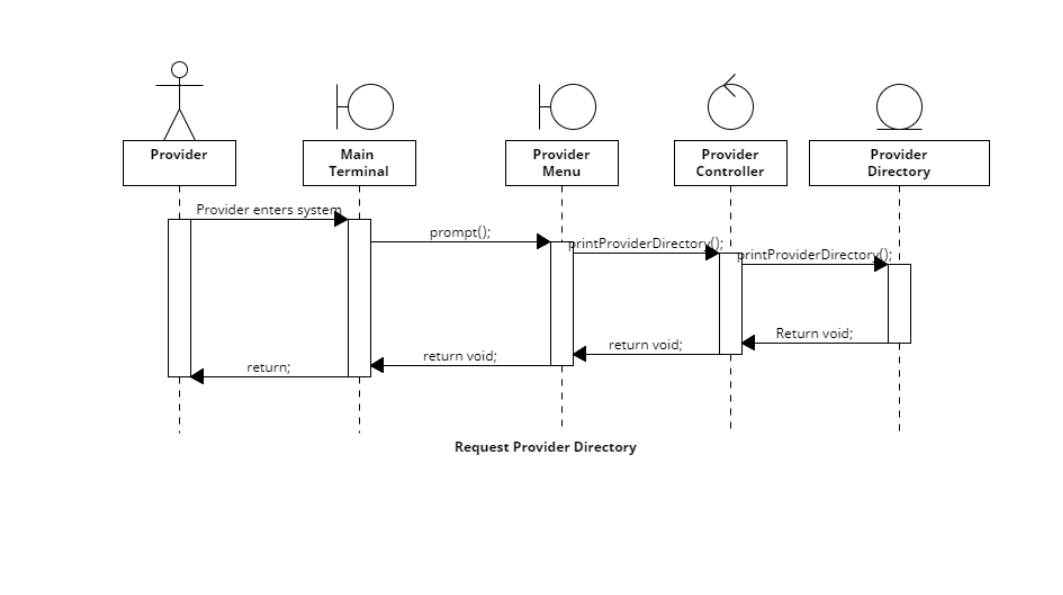 Provider
Main
Terminal
Provider
Menu
Provider
Controller
Provider
Directory
Provider enters system
prompt();
printProviderDirectory();
printProviderDirectory();
Return void;
return void;
return void;
return;
Request Provider Directory